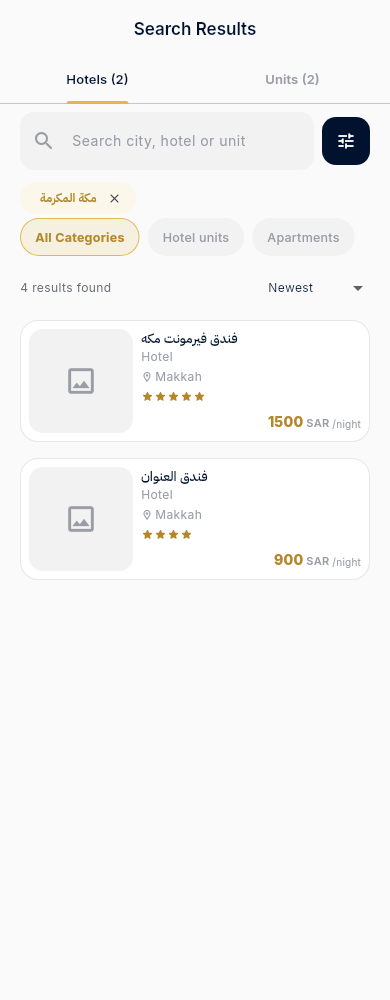 Search Results
Hotels (2)
Units (2)
Search city, hotel or unit
مكة المكرمة
All Categories
Hotel units
Apartments
4 results found
Newest
فندق فيرمونت مكه
Hotel
Makkah
1500 SAR /night
فندق العنوان
Hotel
Makkah
900 SAR /night